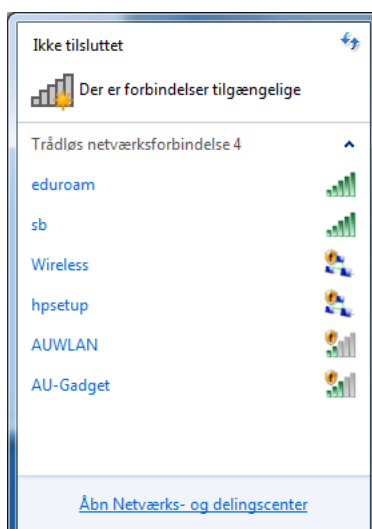 Ikke tilsluttet
Der er forbindelser tilgængelige
Trådløs netværksforbindelse 4
eduroam
sb
Wireless
hpsetup
AUWLAN
AU-Gadget
Åbn Netværks- og delingscenter